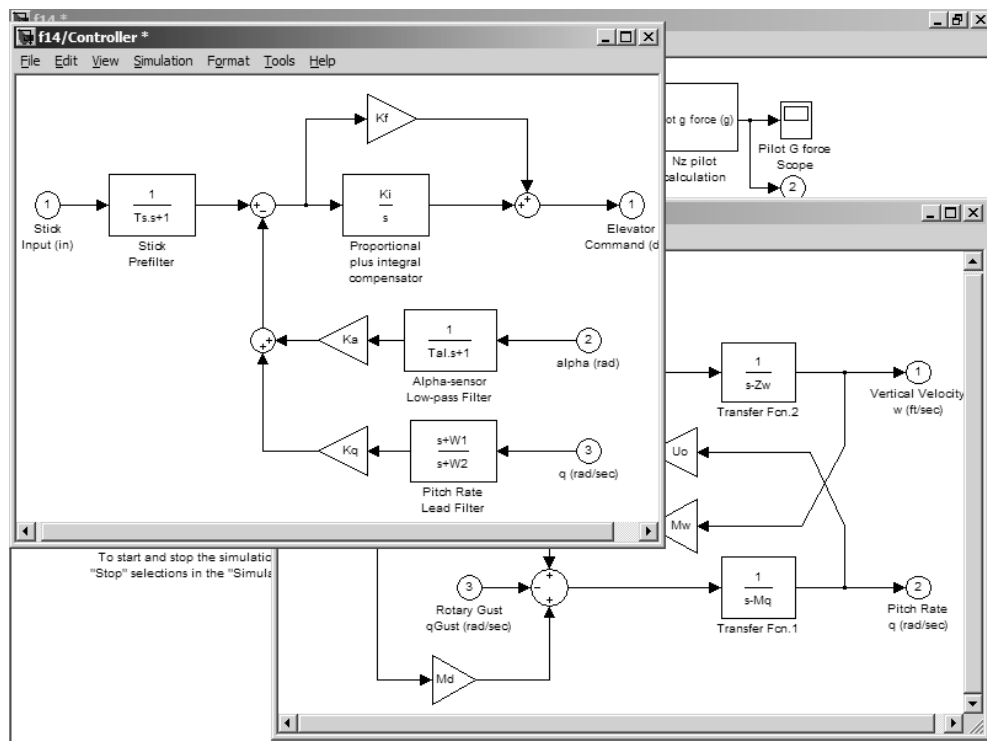 f14 *
f14/Controller *
File Edit View Simulation Format Tools Help
Kf
1
Stick
Input (in)
1
Ts.s+1
Stick
Prefilter
Ki
s
Proportional
plus integral
compensator
1
Elevator
Command (d
Ka
1
Tal.s+1
Alpha-sensor
Low-pass Filter
2
alpha (rad)
Kq
s+W1
s+W2
Pitch Rate
Lead Filter
3
q (rad/sec)
ot g force (g)
Nz pilot
calculation
Pilot G force
Scope
2
1
s-Zw
Transfer Fcn.2
1
Vertical Velocity
w (ft/sec)
Uo
Mw
3
Rotary Gust
qGust (rad/sec)
1
s-Mq
Transfer Fcn.1
2
Pitch Rate
q (rad/sec)
Md
To start and stop the simulation
"Stop" selections in the "Simula